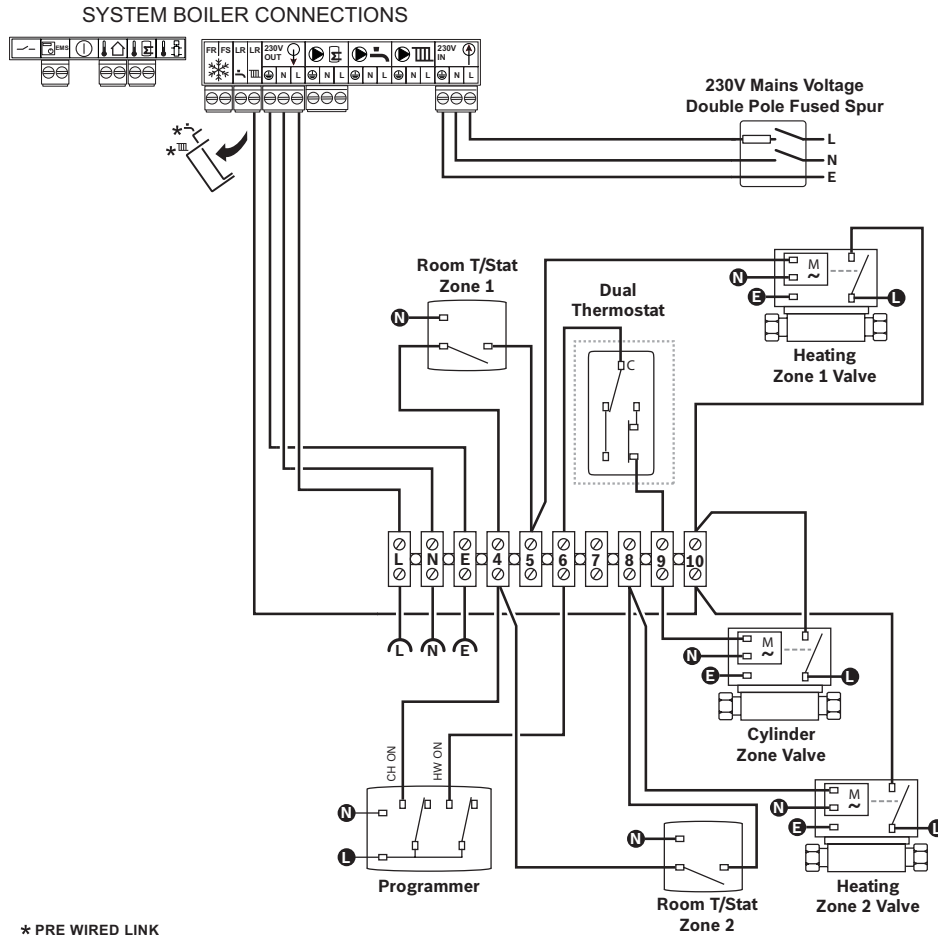 SYSTEM BOILER CONNECTIONS
EMS
FR FS LR LR 230V OUT 230V IN
N L N L N L N L N L
230V Mains Voltage
Double Pole Fused Spur
L
N
E
Room T/Stat
Zone 1
N
Dual
Thermostat
C
M
~
N
E
L
Heating
Zone 1 Valve
L N E 4 5 6 7 8 9 10
L N E
M
~
N
E
L
Cylinder
Zone Valve
CH ON
HW ON
N
L
Programmer
N
Room T/Stat
Zone 2
M
~
N
E
L
Heating
Zone 2 Valve
* PRE WIRED LINK